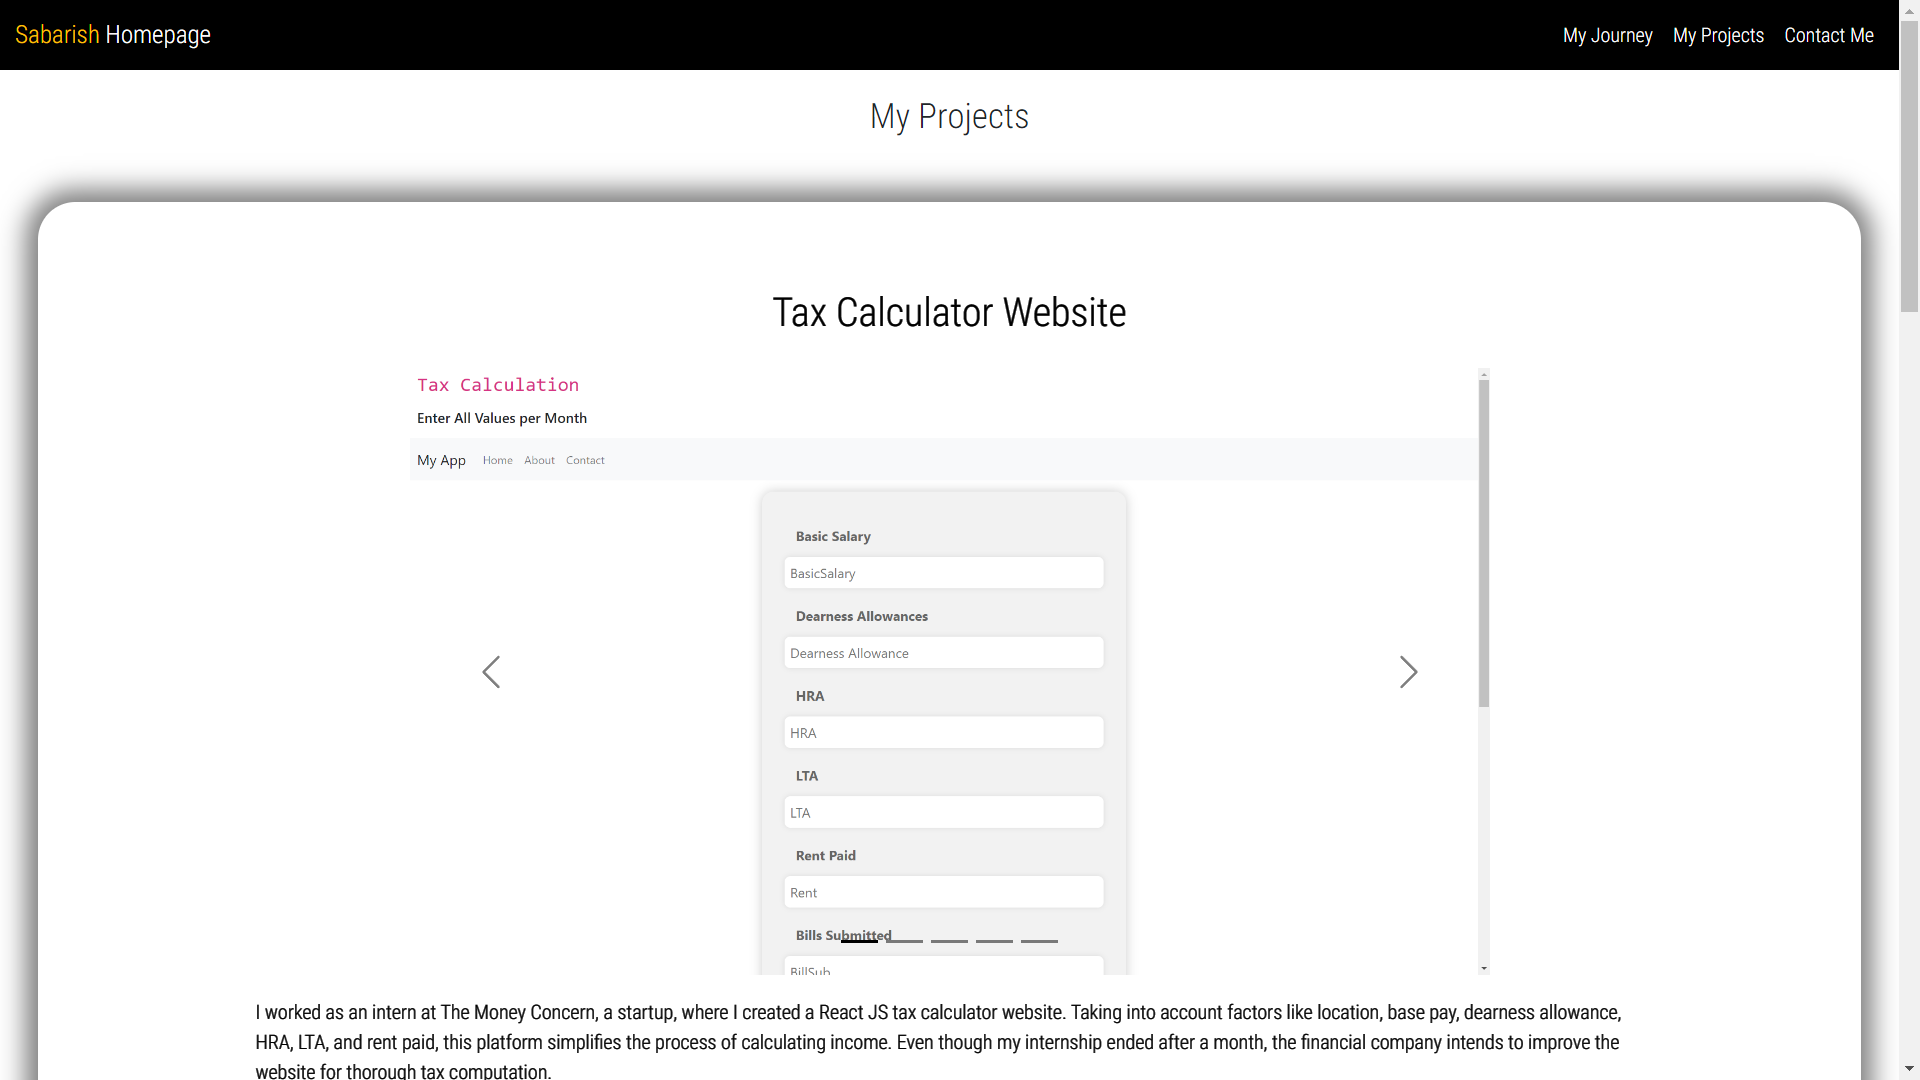 Sabarish Homepage
My Journey My Projects Contact Me
My Projects
Tax Calculator Website
Tax Calculation
Enter All Values per Month
My App Home About Contact
Basic Salary
BasicSalary
Dearness Allowances
Dearness Allowance
HRA
HRA
LTA
LTA
Rent Paid
Rent
Bills Submitted
BillSub
I worked as an intern at The Money Concern, a startup, where I created a React JS tax calculator website. Taking into account factors like location, base pay, dearness allowance,
HRA, LTA, and rent paid, this platform simplifies the process of calculating income. Even though my internship ended after a month, the financial company intends to improve the
website for thorough tax computation.